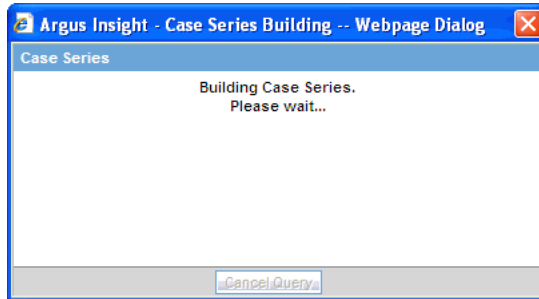 Argus Insight - Case Series Building -- Webpage Dialog
Case Series
Building Case Series.
Please wait...
Cancel Query